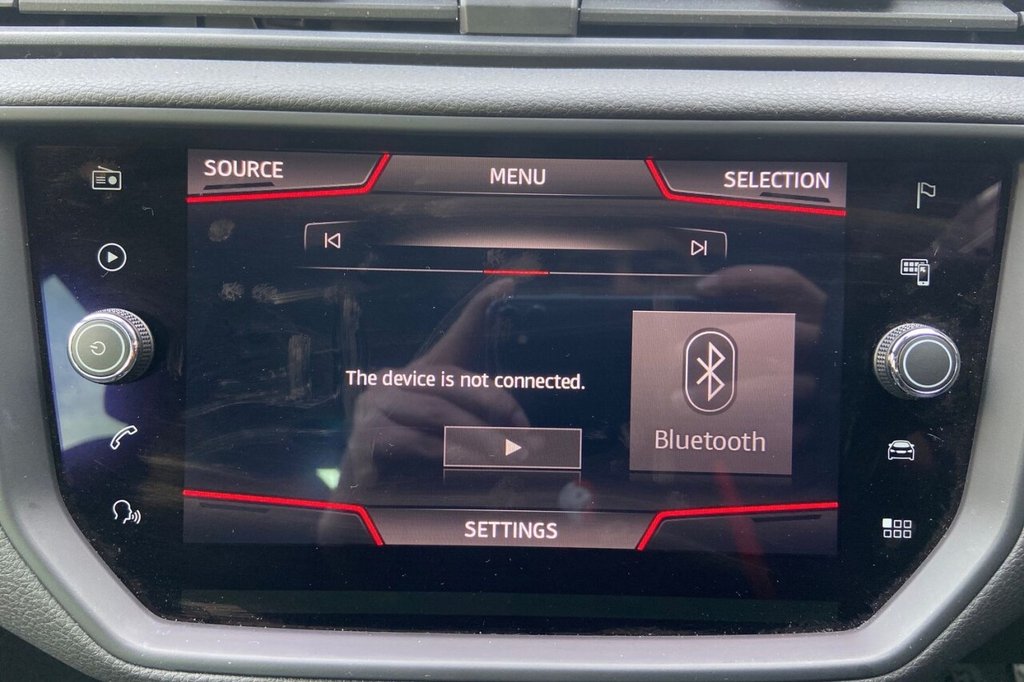 SOURCE
MENU
SELECTION
The device is not connected.
Bluetooth
SETTINGS